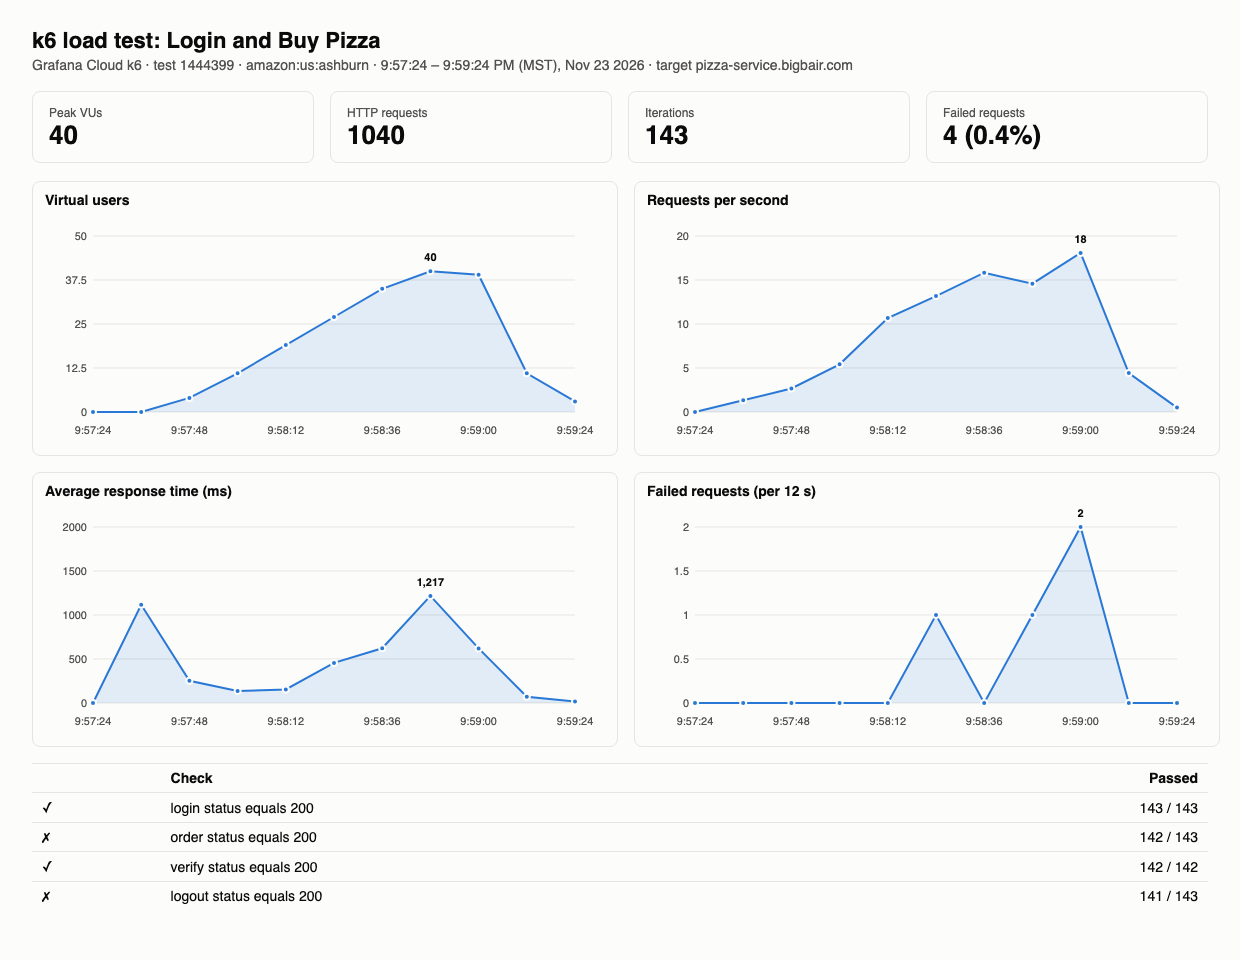 k6 load test: Login and Buy Pizza
Grafana Cloud k6 · test 1444399 · amazon:us:ashburn · 9:57:24 – 9:59:24 PM (MST), Nov 23 2026 · target pizza-service.bigbair.com
Peak VUs
40
HTTP requests
1040
Iterations
143
Failed requests
4 (0.4%)
Virtual users
50
37.5
25
12.5
0
40
9:57:24 9:57:48 9:58:12 9:58:36 9:59:00 9:59:24
Requests per second
20
15
10
5
0
18
9:57:24 9:57:48 9:58:12 9:58:36 9:59:00 9:59:24
Average response time (ms)
2000
1500
1000
500
0
1,217
9:57:24 9:57:48 9:58:12 9:58:36 9:59:00 9:59:24
Failed requests (per 12 s)
2
1.5
1
0.5
0
2
9:57:24 9:57:48 9:58:12 9:58:36 9:59:00 9:59:24
Check Passed
✓ login status equals 200 143 / 143
✗ order status equals 200 142 / 143
✓ verify status equals 200 142 / 142
✗ logout status equals 200 141 / 143